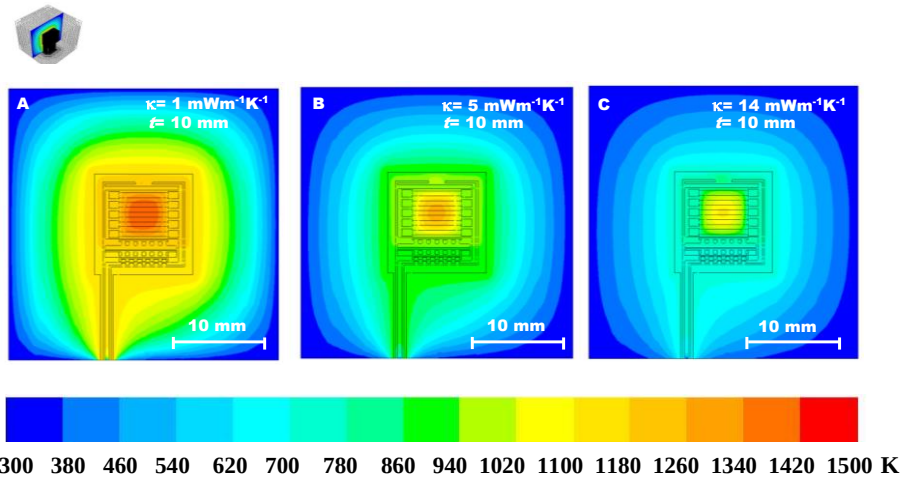 A
κ= 1 mWm⁻¹K⁻¹
t= 10 mm
10 mm
B
κ= 5 mWm⁻¹K⁻¹
t= 10 mm
10 mm
C
κ= 14 mWm⁻¹K⁻¹
t= 10 mm
10 mm
300 380 460 540 620 700 780 860 940 1020 1100 1180 1260 1340 1420 1500 K